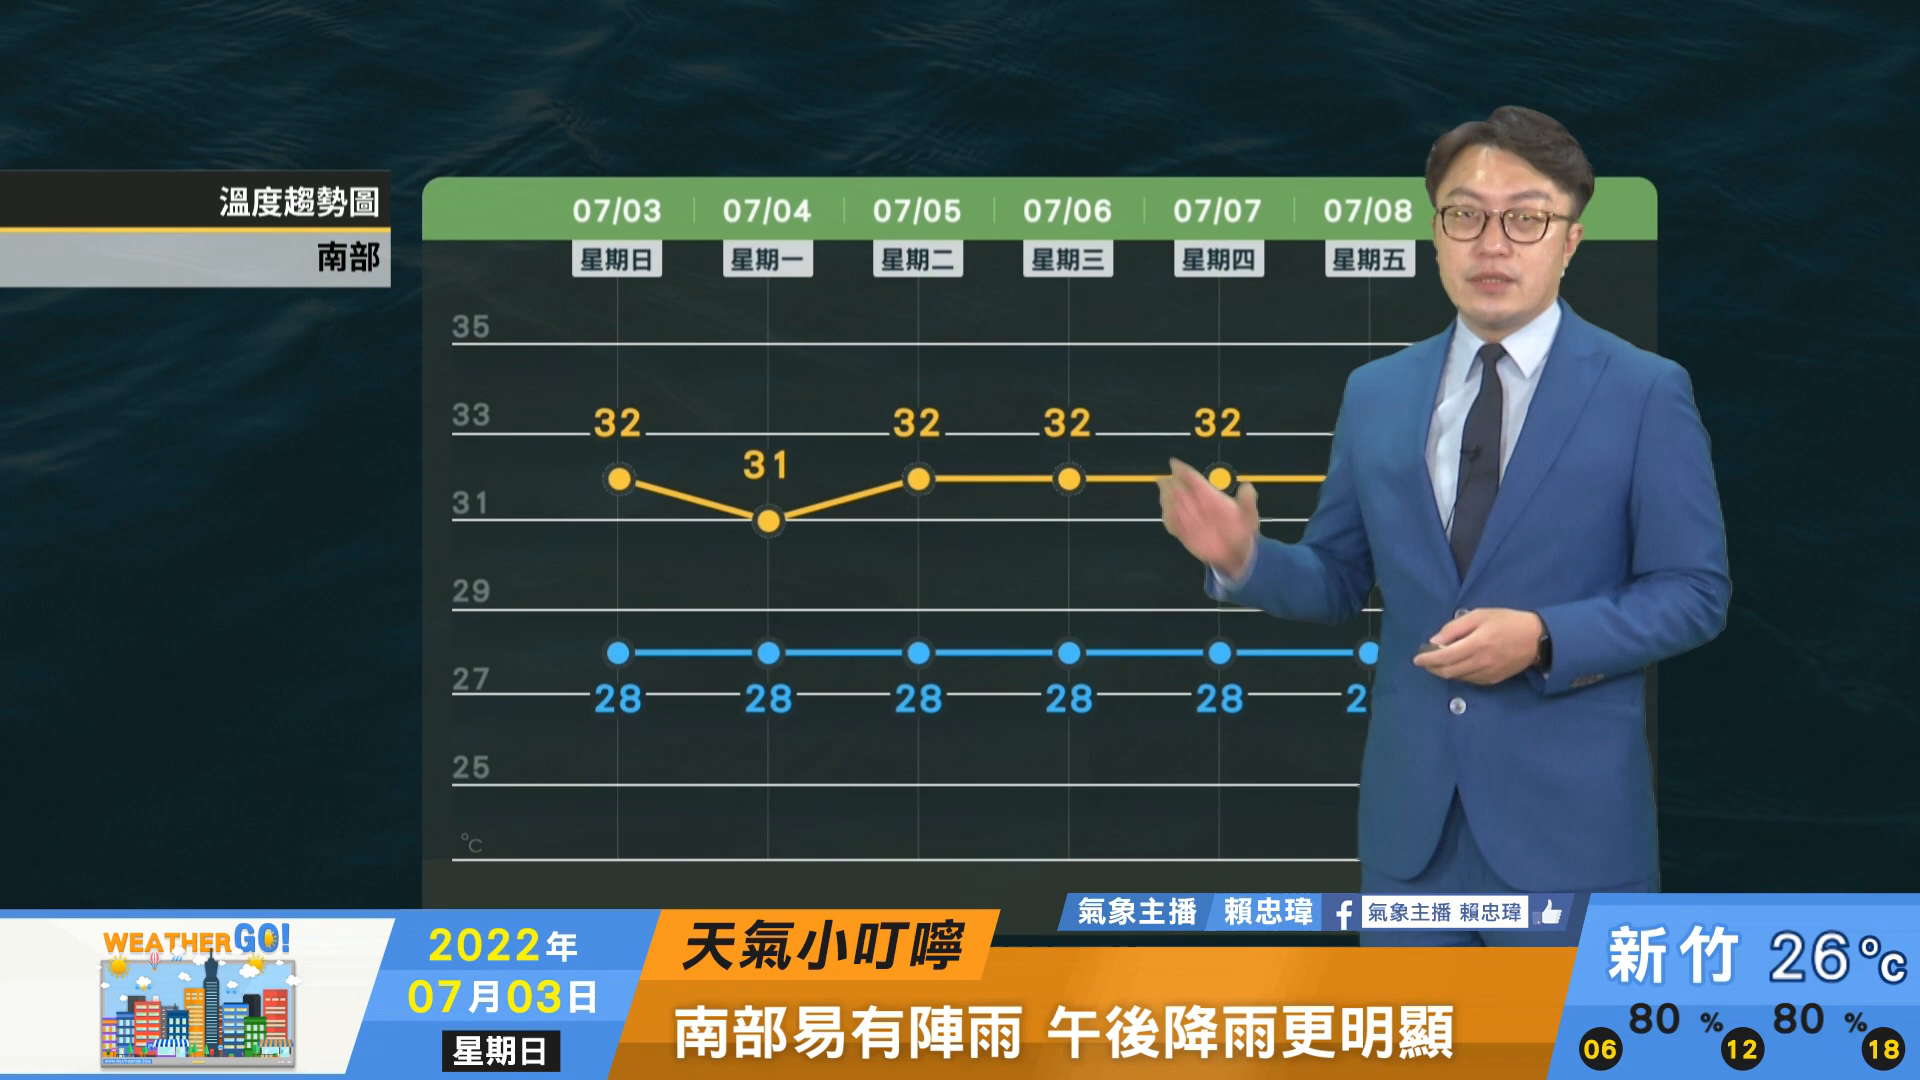 溫度趨勢圖
南部
07/03 07/04 07/05 07/06 07/07 07/08
星期日 星期一 星期二 星期三 星期四 星期五
35
33
32 31 32 32 32
31
29
27
28 28 28 28 28 2
25
°C
氣象主播 賴忠瑋 f 氣象主播 賴忠瑋
WEATHER GO!
2022年
07月03日
星期日
天氣小叮嚀
南部易有陣雨 午後降雨更明顯
新竹 26°C
80 % 80 %
06 12 18